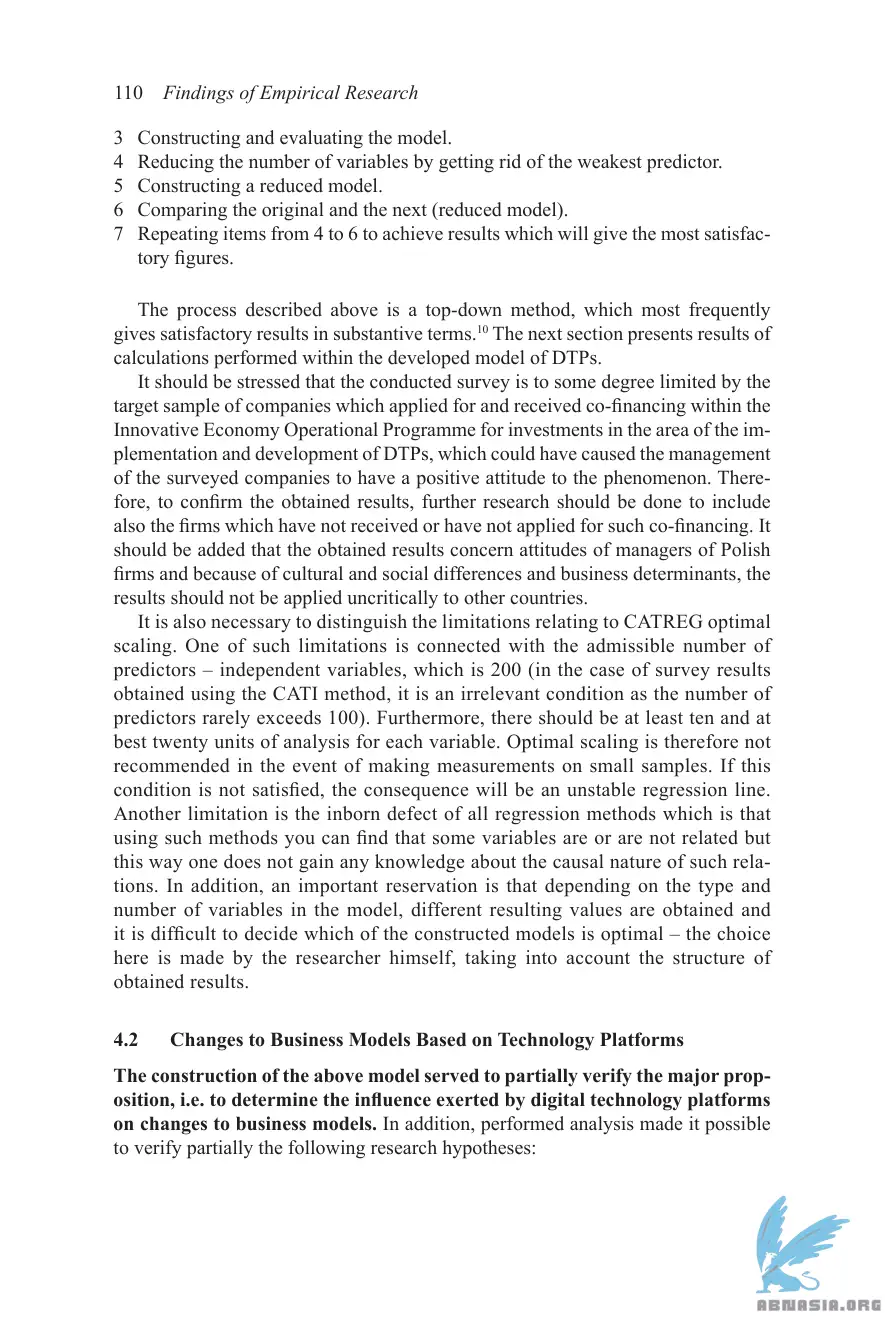 110 Findings of Empirical Research
3 Constructing and evaluating the model.
4 Reducing the number of variables by getting rid of the weakest predictor.
5 Constructing a reduced model.
6 Comparing the original and the next (reduced model).
7 Repeating items from 4 to 6 to achieve results which will give the most satisfac-
tory figures.
The process described above is a top-down method, which most frequently
gives satisfactory results in substantive terms.10 The next section presents results of
calculations performed within the developed model of DTPs.
It should be stressed that the conducted survey is to some degree limited by the
target sample of companies which applied for and received co-financing within the
Innovative Economy Operational Programme for investments in the area of the im-
plementation and development of DTPs, which could have caused the management
of the surveyed companies to have a positive attitude to the phenomenon. There-
fore, to confirm the obtained results, further research should be done to include
also the firms which have not received or have not applied for such co-financing. It
should be added that the obtained results concern attitudes of managers of Polish
firms and because of cultural and social differences and business determinants, the
results should not be applied uncritically to other countries.
It is also necessary to distinguish the limitations relating to CATREG optimal
scaling. One of such limitations is connected with the admissible number of
predictors – independent variables, which is 200 (in the case of survey results
obtained using the CATI method, it is an irrelevant condition as the number of
predictors rarely exceeds 100). Furthermore, there should be at least ten and at
best twenty units of analysis for each variable. Optimal scaling is therefore not
recommended in the event of making measurements on small samples. If this
condition is not satisfied, the consequence will be an unstable regression line.
Another limitation is the inborn defect of all regression methods which is that
using such methods you can find that some variables are or are not related but
this way one does not gain any knowledge about the causal nature of such rela-
tions. In addition, an important reservation is that depending on the type and
number of variables in the model, different resulting values are obtained and
it is difficult to decide which of the constructed models is optimal – the choice
here is made by the researcher himself, taking into account the structure of
obtained results.
4.2 Changes to Business Models Based on Technology Platforms
The construction of the above model served to partially verify the major prop-
osition, i.e. to determine the influence exerted by digital technology platforms
on changes to business models. In addition, performed analysis made it possible
to verify partially the following research hypotheses:
ABNASIA.ORG